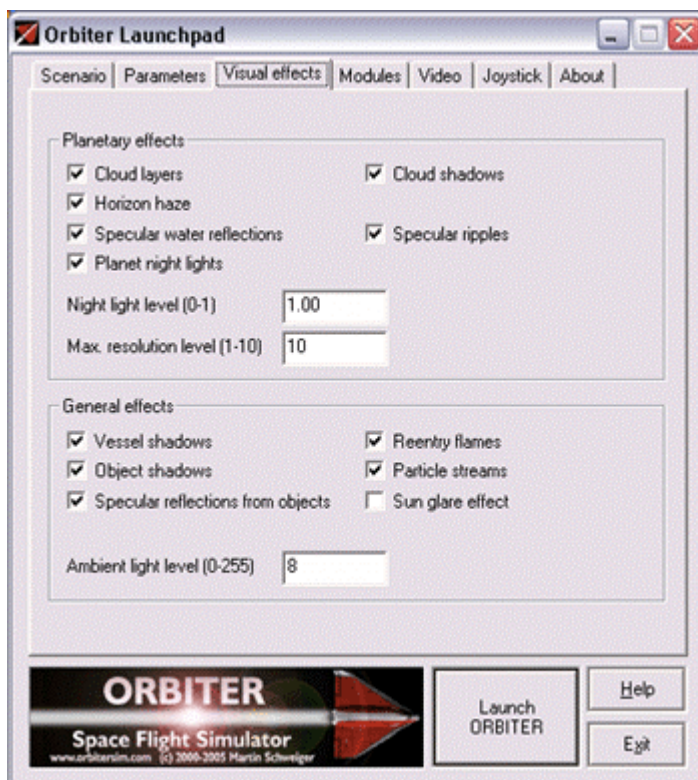 Orbiter Launchpad
Scenario Parameters Visual effects Modules Video Joystick About
Planetary effects
Cloud layers Cloud shadows
Horizon haze
Specular water reflections Specular ripples
Planet night lights
Night light level (0-1) 1.00
Max. resolution level (1-10) 10
General effects
Vessel shadows Reentry flames
Object shadows Particle streams
Specular reflections from objects Sun glare effect
Ambient light level (0-255) 8
ORBITER
Space Flight Simulator
www.orbitersim.com (c) 2000-2005 Martin Schweiger
Launch
ORBITER
Help
Exit